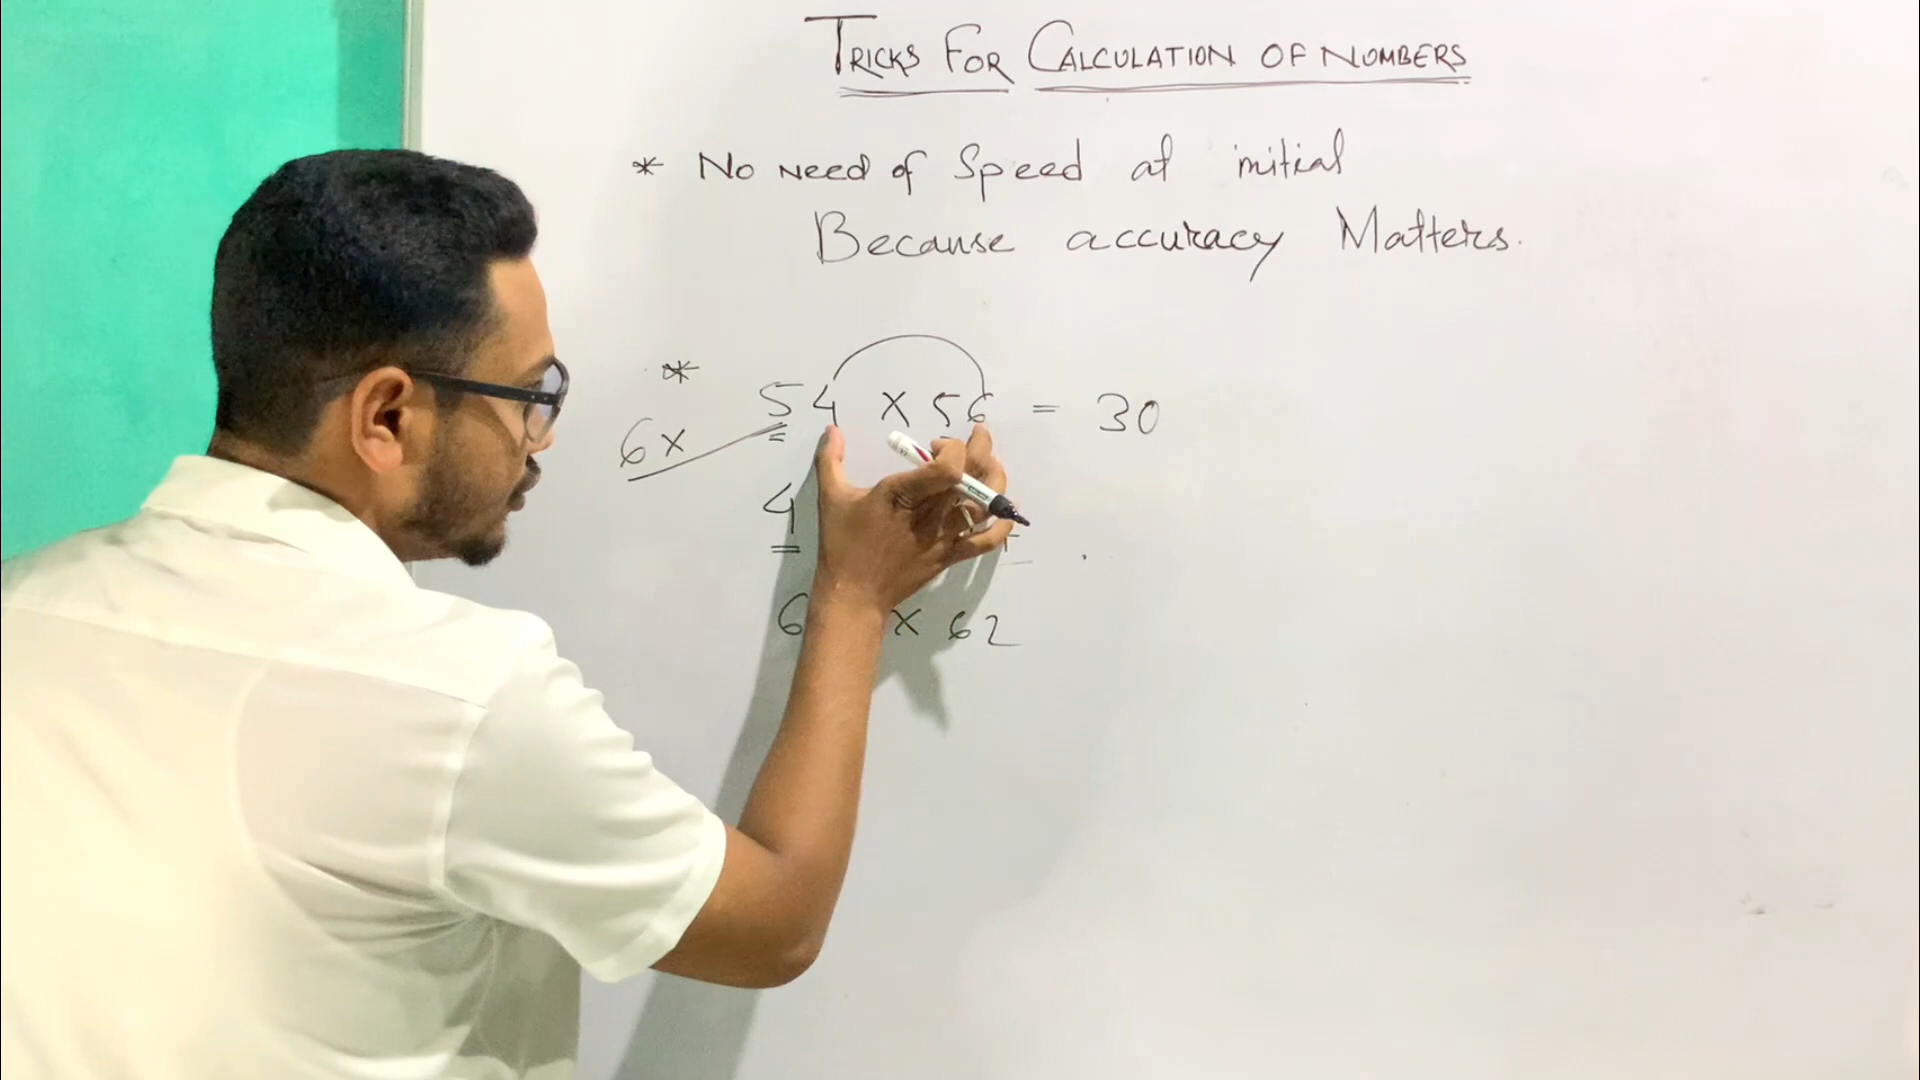 TRICKS FOR CALCULATION OF NUMBERS
* No NEED of Speed at initial
Because accuracy Matters.
*
54 X 56 = 30
6x
4
6 X 62